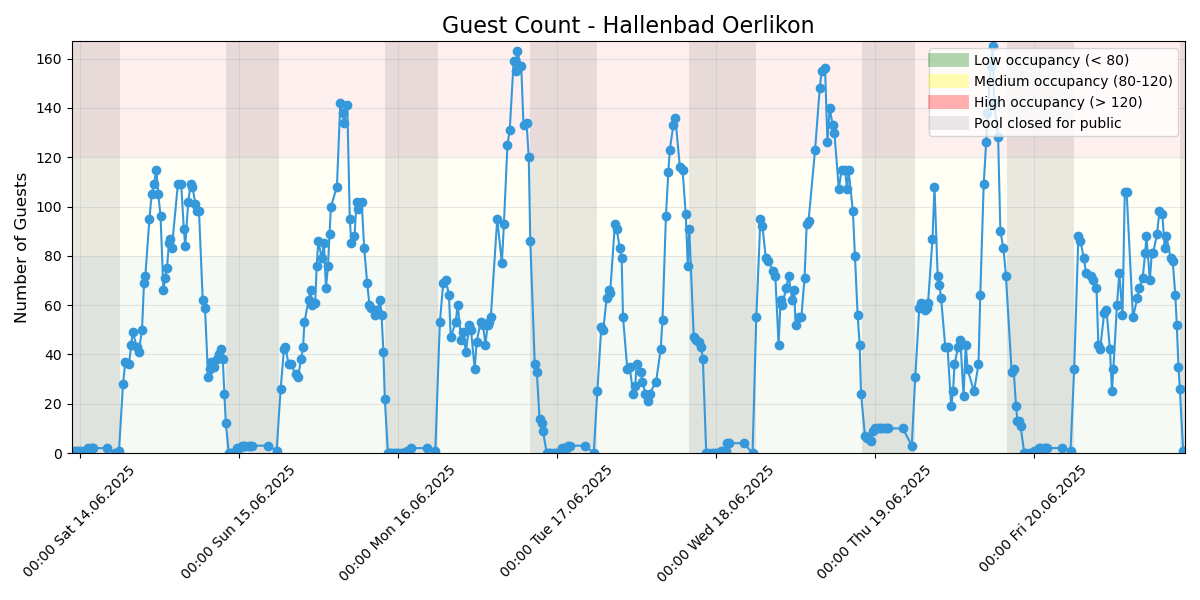 Guest Count - Hallenbad Oerlikon
Number of Guests
160
140
120
100
80
60
40
20
0
Low occupancy (< 80)
Medium occupancy (80-120)
High occupancy (> 120)
Pool closed for public
00:00 Sat 14.06.2025
00:00 Sun 15.06.2025
00:00 Mon 16.06.2025
00:00 Tue 17.06.2025
00:00 Wed 18.06.2025
00:00 Thu 19.06.2025
00:00 Fri 20.06.2025